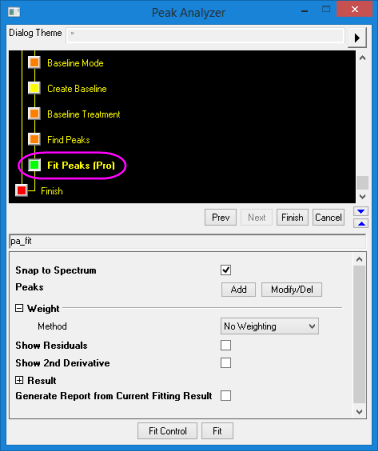 Peak Analyzer
Dialog Theme *
Baseline Mode
Create Baseline
Baseline Treatment
Find Peaks
Fit Peaks (Pro)
Finish
Prev Next Finish Cancel
pa_fit
Snap to Spectrum
Peaks Add Modify/Del
Weight
Method No Weighting
Show Residuals
Show 2nd Derivative
Result
Generate Report from Current Fitting Result
Fit Control Fit